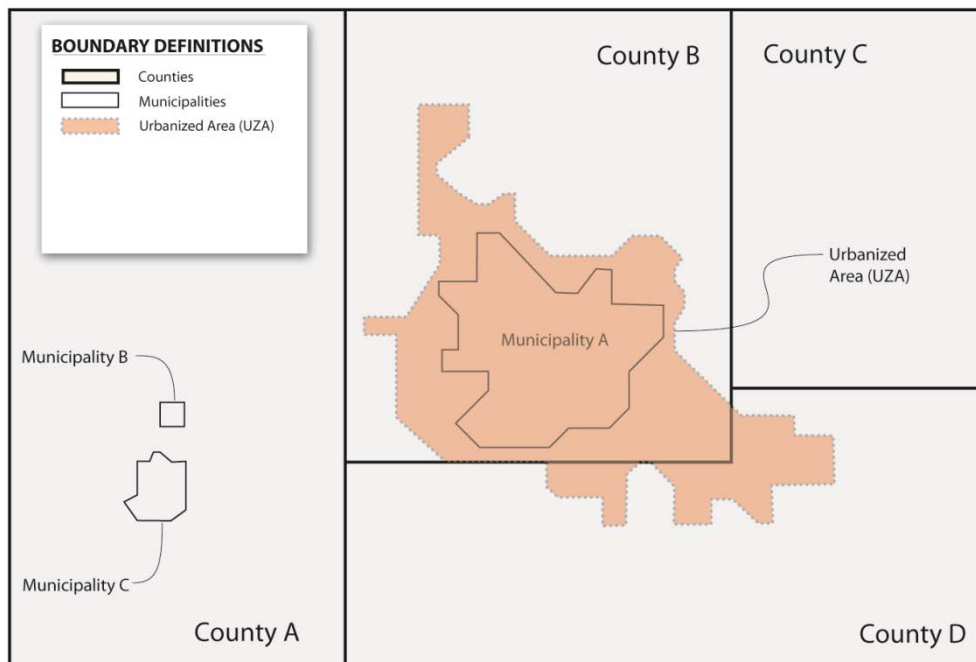 BOUNDARY DEFINITIONS
Counties
Municipalities
Urbanized Area (UZA)
County B
County C
Urbanized
Area (UZA)
Municipality A
Municipality B
Municipality C
County A
County D